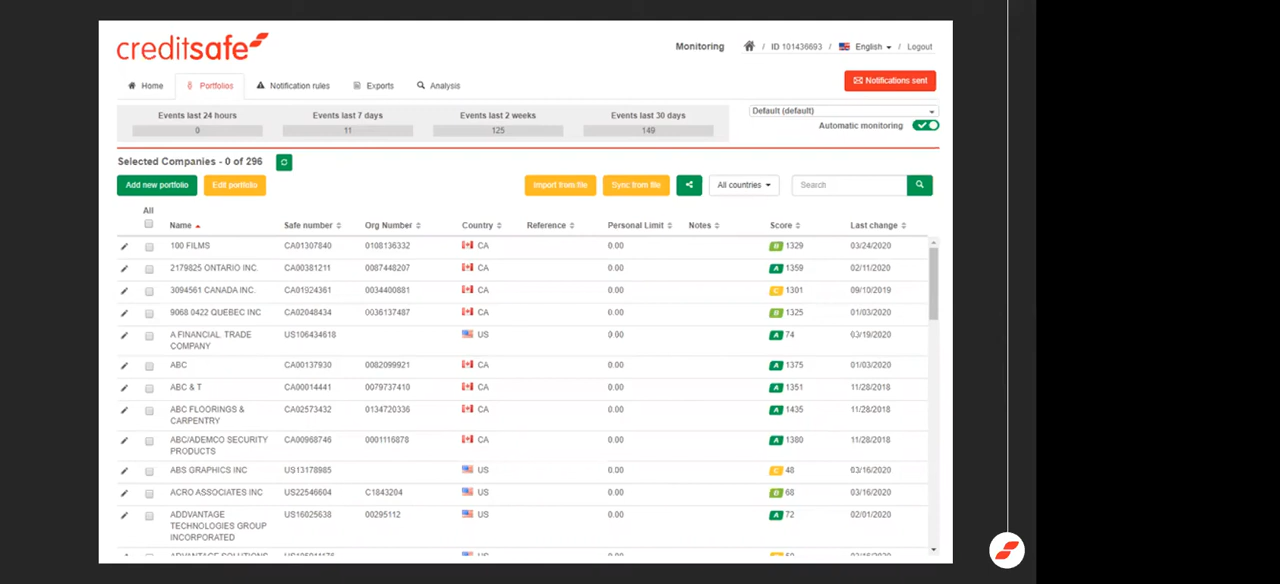 creditsafe
Monitoring / ID 101436693 / English / Logout
Home Portfolios Notification rules Exports Analysis
Notifications sent
Events last 24 hours Events last 7 days Events last 2 weeks Events last 30 days
0 11 125 149
Default (default)
Automatic monitoring
Selected Companies - 0 of 296
Add new portfolio Edit portfolio Import from file Sync from file All countries Search
All
Name Safe number Org Number Country Reference Personal Limit Notes Score Last change
100 FILMS CA01307840 0108136332 CA 0.00 B 1329 03/24/2020
2179825 ONTARIO INC. CA00381211 0087448207 CA 0.00 A 1359 02/11/2020
3094561 CANADA INC. CA01924361 0034400881 CA 0.00 C 1301 09/10/2019
9068 0422 QUEBEC INC CA02048434 0036137487 CA 0.00 B 1325 01/03/2020
A FINANCIAL, TRADE US106434618 US 0.00 A 74 03/19/2020
COMPANY
ABC CA00137930 0082099921 CA 0.00 A 1375 01/03/2020
ABC & T CA00014441 0079737410 CA 0.00 A 1351 11/28/2018
ABC FLOORINGS & CA02573432 0134720336 CA 0.00 A 1435 11/28/2018
CARPENTRY
ABC/ADEMCO SECURITY CA00968746 0001116878 CA 0.00 A 1380 11/28/2018
PRODUCTS
ABS GRAPHICS INC US13178985 US 0.00 C 48 03/16/2020
ACRO ASSOCIATES INC US22546604 C1843204 US 0.00 B 68 03/16/2020
ADDVANTAGE US16025638 00295112 US 0.00 A 72 02/01/2020
TECHNOLOGIES GROUP
INCORPORATED
ADVANTAGE SOLUTIONS US 0.00